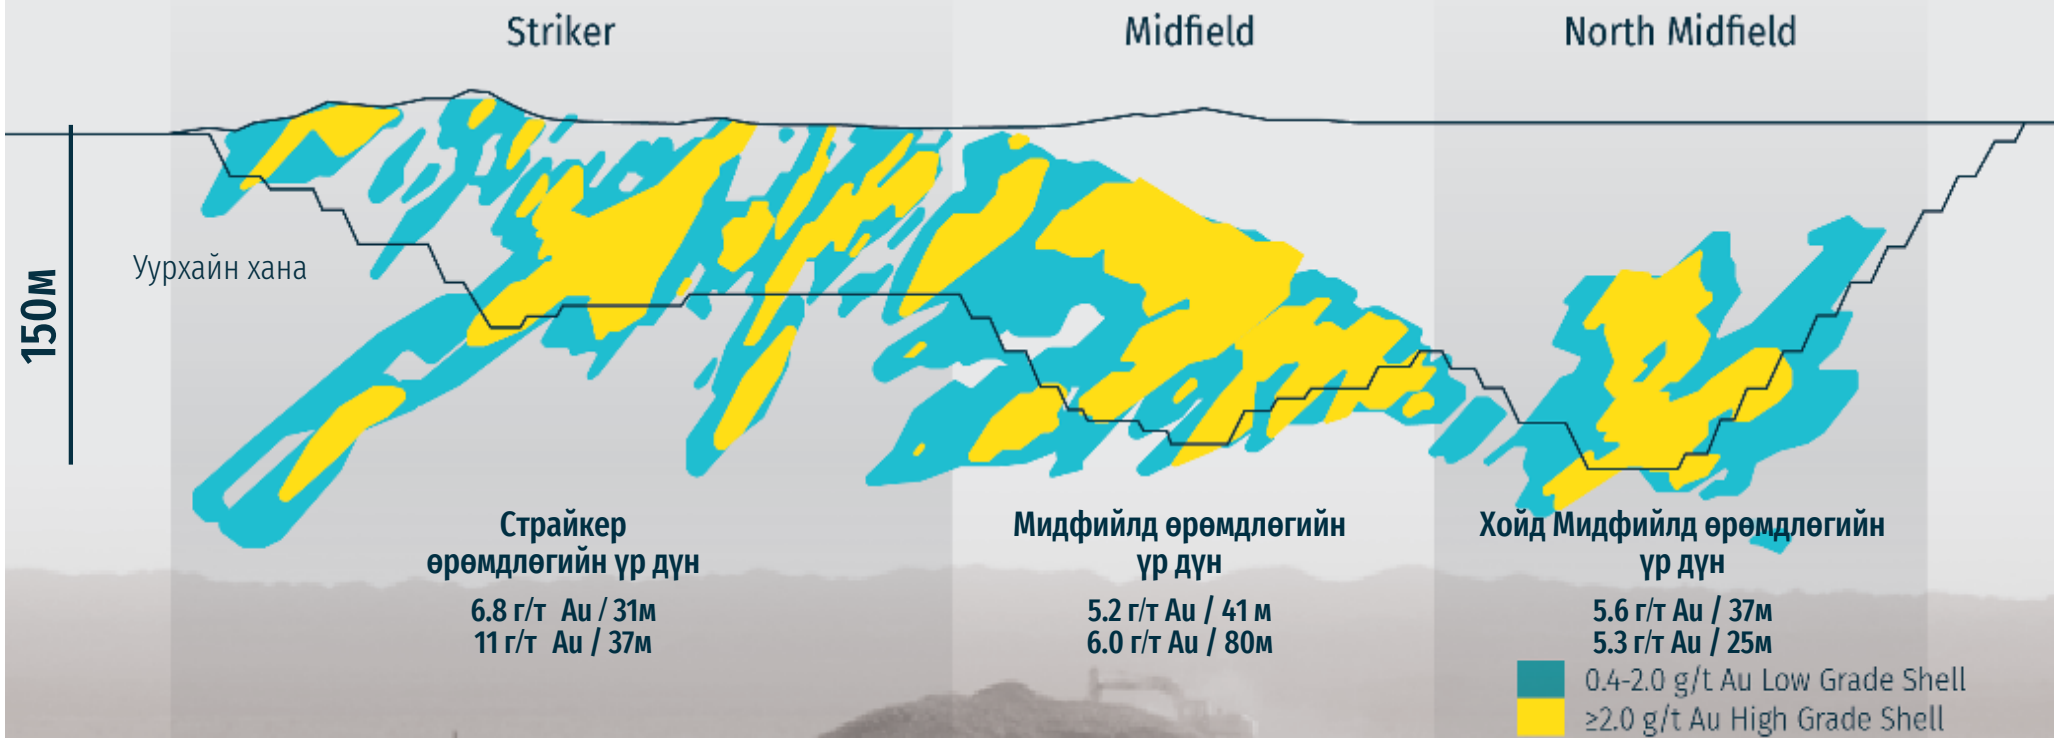 Striker
Midfield
North Midfield
150м
Уурхайн хана
Страйкер
өрөмдлөгийн үр дүн
6.8 г/т Au / 31м
11 г/т Au / 37м
Мидфийлд өрөмдлөгийн
үр дүн
5.2 г/т Au / 41 м
6.0 г/т Au / 80м
Хойд Мидфийлд өрөмдлөгийн
үр дүн
5.6 г/т Au / 37м
5.3 г/т Au / 25м
0.4-2.0 g/t Au Low Grade Shell
≥2.0 g/t Au High Grade Shell